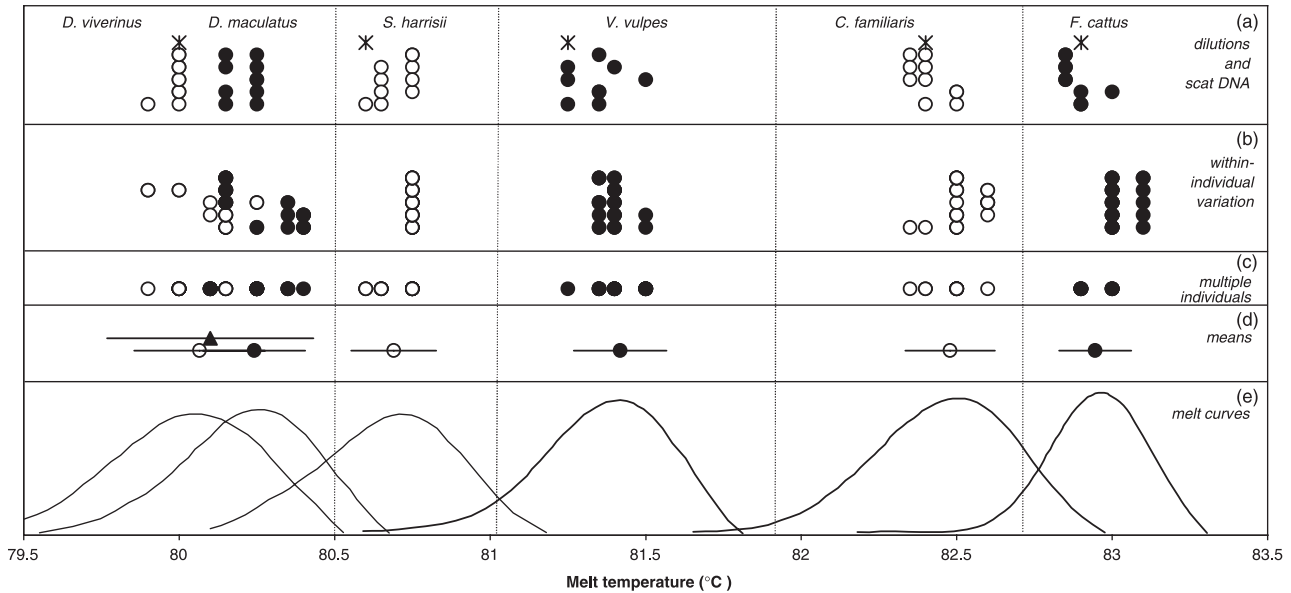 D. viverinus D. maculatus S. harrisii V. vulpes C. familiaris F. cattus (a)
dilutions
and
scat DNA
(b)
within-
individual
variation
(c)
multiple
individuals
(d)
means
(e)
melt curves
79.5 80 80.5 81 81.5 82 82.5 83 83.5
Melt temperature (°C )